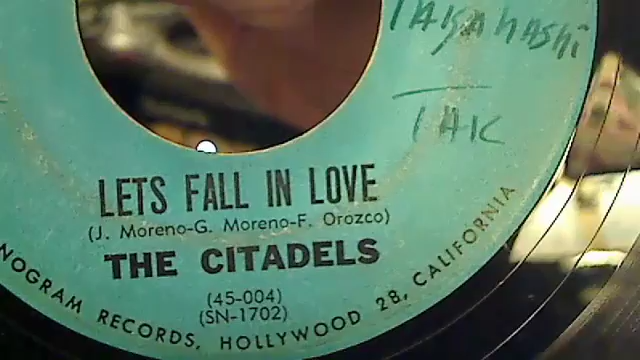 Takahashi
TAK
LETS FALL IN LOVE
(J. Moreno-G. Moreno-F. Orozco)
THE CITADELS
(45-004)
(SN-1702)
NOGRAM RECORDS, HOLLYWOOD 28, CALIFORNIA